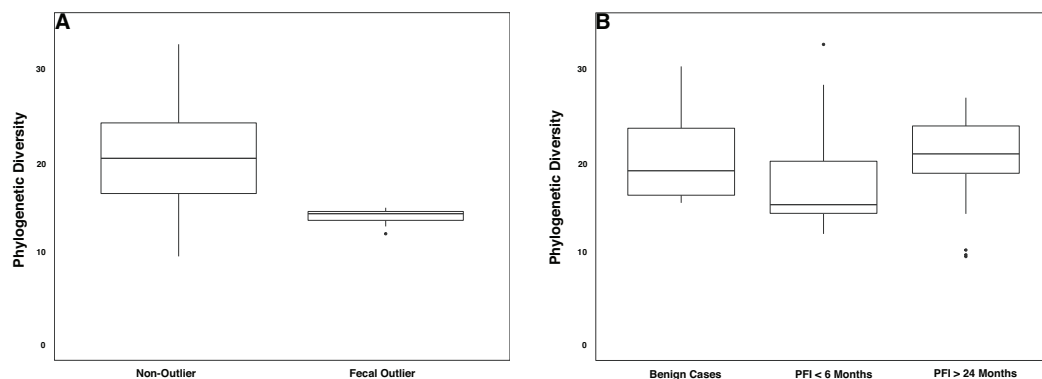 A
Phylogenetic Diversity
30
20
10
0
Non-Outlier
Fecal Outlier
B
Phylogenetic Diversity
30
20
10
0
Benign Cases
PFI < 6 Months
PFI > 24 Months